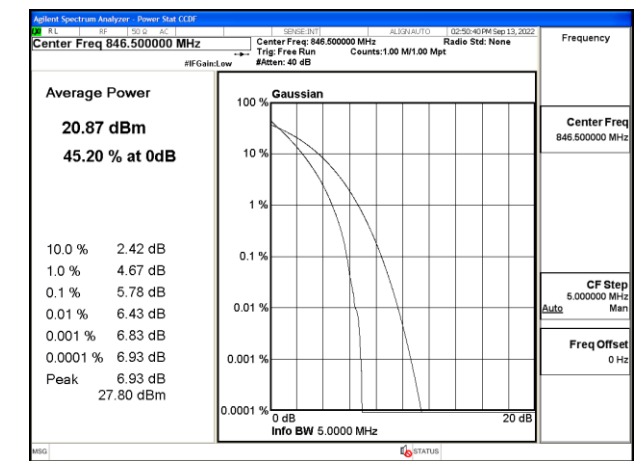 Agilent Spectrum Analyzer - Power Stat CCDF
RL RF 50 Ω AC SENSE:INT ALIGN AUTO 02:50:40 PM Sep 13, 2022
Center Freq 846.500000 MHz
Center Freq: 846.500000 MHz Radio Std: None
Trig: Free Run Counts:1.00 M/1.00 Mpt
#IFGain:Low #Atten: 40 dB
Frequency
Average Power
20.87 dBm
45.20 % at 0dB
10.0 % 2.42 dB
1.0 % 4.67 dB
0.1 % 5.78 dB
0.01 % 6.43 dB
0.001 % 6.83 dB
0.0001 % 6.93 dB
Peak 6.93 dB
27.80 dBm
Gaussian
100 %
10 %
1 %
0.1 %
0.01 %
0.001 %
0.0001 %
0 dB 20 dB
Info BW 5.0000 MHz
Center Freq
846.500000 MHz
CF Step
5.000000 MHz
Auto Man
Freq Offset
0 Hz
MSG STATUS